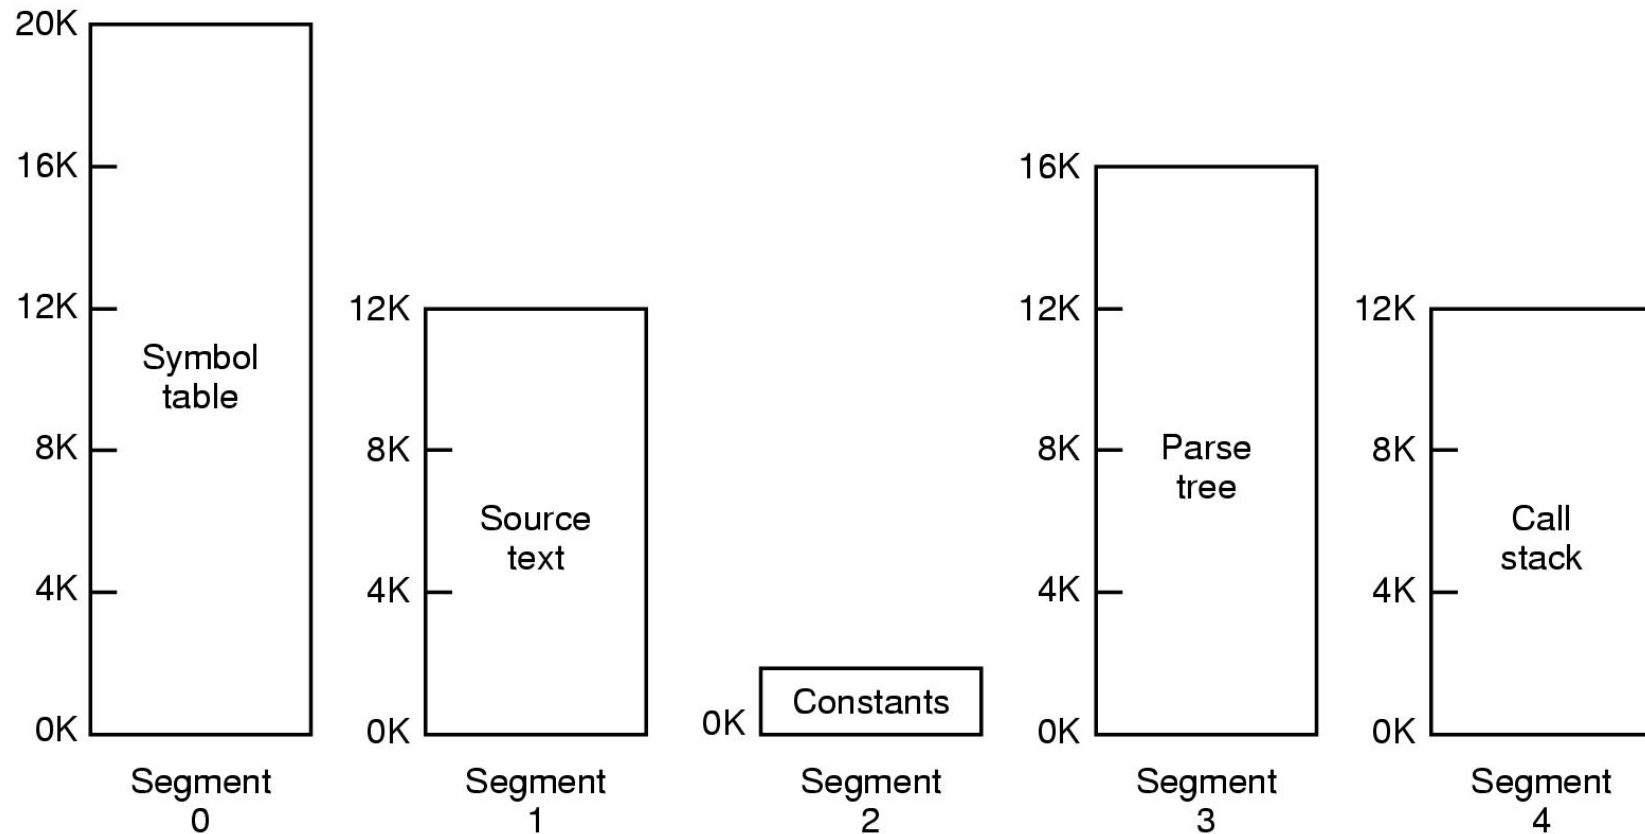 20K
16K
12K
8K
4K
0K
Symbol
table
Segment
0
12K
8K
4K
0K
Source
text
Segment
1
0K
Constants
Segment
2
16K
12K
8K
4K
0K
Parse
tree
Segment
3
12K
8K
4K
0K
Call
stack
Segment
4